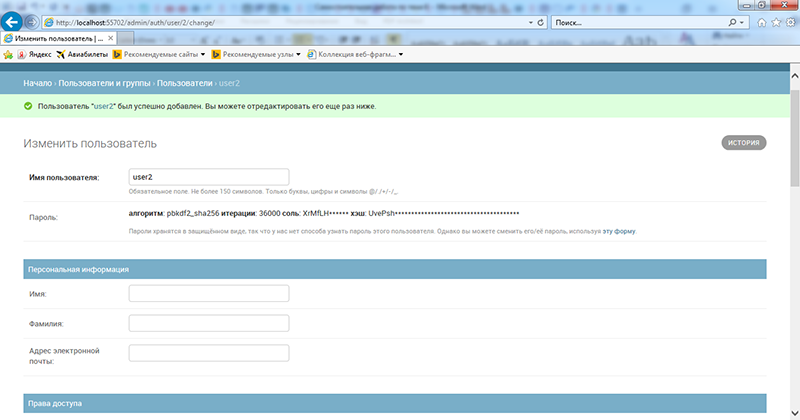 http://localhost:55702/admin/auth/user/2/change/
Поиск...
Изменить пользователь | ...
Яндекс Авиабилеты Рекомендуемые сайты Рекомендуемые узлы Коллекция веб-фрагм...
Начало › Пользователи и группы › Пользователи › user2
Пользователь "user2" был успешно добавлен. Вы можете отредактировать его еще раз ниже.
Изменить пользователь
ИСТОРИЯ
Имя пользователя: user2
Обязательное поле. Не более 150 символов. Только буквы, цифры и символы @/./+/-/_.
Пароль: алгоритм: pbkdf2_sha256 итерации: 36000 соль: XrMfLH****** хэш: UvePsh**************************************
Пароли хранятся в защищённом виде, так что у нас нет способа узнать пароль этого пользователя. Однако вы можете сменить его/её пароль, используя эту форму.
Персональная информация
Имя:
Фамилия:
Адрес электронной
почты:
Права доступа